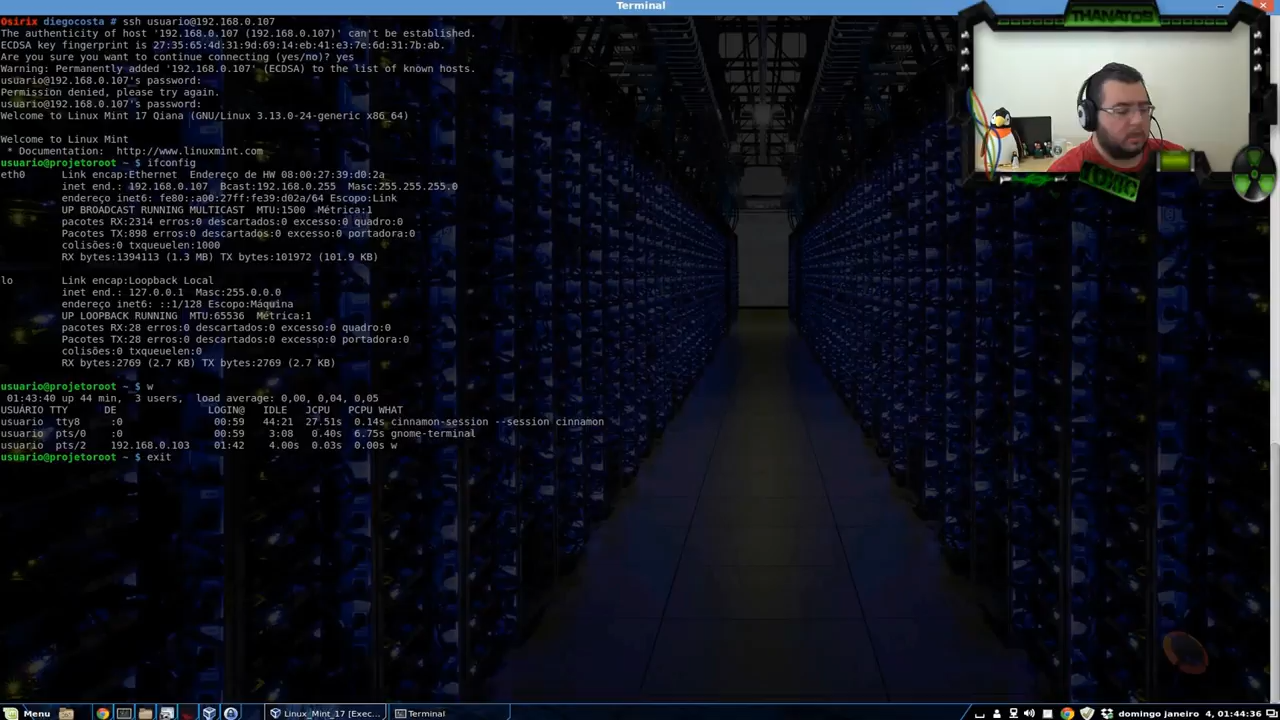 Terminal
Osirix diegocosta # ssh usuario@192.168.0.107
The authenticity of host '192.168.0.107 (192.168.0.107)' can't be established.
ECDSA key fingerprint is 27:35:65:4d:31:9d:69:14:eb:41:e3:7e:6d:31:7b:ab.
Are you sure you want to continue connecting (yes/no)? yes
Warning: Permanently added '192.168.0.107' (ECDSA) to the list of known hosts.
usuario@192.168.0.107's password:
Permission denied, please try again.
usuario@192.168.0.107's password:
Welcome to Linux Mint 17 Qiana (GNU/Linux 3.13.0-24-generic x86_64)
Welcome to Linux Mint
* Documentation:  http://www.linuxmint.com
usuario@projetoroot ~ $ ifconfig
eth0      Link encap:Ethernet  Endereço de HW 08:00:27:39:d0:2a
inet end.: 192.168.0.107  Bcast:192.168.0.255  Masc:255.255.255.0
endereço inet6: fe80::a00:27ff:fe39:d02a/64 Escopo:Link
UP BROADCAST RUNNING MULTICAST  MTU:1500  Métrica:1
pacotes RX:2314 erros:0 descartados:0 excesso:0 quadro:0
Pacotes TX:898 erros:0 descartados:0 excesso:0 portadora:0
colisões:0 txqueuelen:1000
RX bytes:1394113 (1.3 MB) TX bytes:101972 (101.9 KB)
lo        Link encap:Loopback Local
inet end.: 127.0.0.1  Masc:255.0.0.0
endereço inet6: ::1/128 Escopo:Máquina
UP LOOPBACK RUNNING  MTU:65536  Métrica:1
pacotes RX:28 erros:0 descartados:0 excesso:0 quadro:0
Pacotes TX:28 erros:0 descartados:0 excesso:0 portadora:0
colisões:0 txqueuelen:0
RX bytes:2769 (2.7 KB) TX bytes:2769 (2.7 KB)
usuario@projetoroot ~ $ w
01:43:40 up 44 min,  3 users,  load average: 0,00, 0,04, 0,05
USUÁRIO TTY      DE               LOGIN@   IDLE   JCPU   PCPU WHAT
usuario  tty8     :0               00:59   44:21  27.51s  0.14s cinnamon-session --session cinnamon
usuario  pts/0    :0               00:59    3:08   0.40s  6.75s gnome-terminal
usuario  pts/2    192.168.0.103    01:42    4.00s  0.03s  0.00s w
usuario@projetoroot ~ $ exit
THANATOS
Menu
Linux_Mint_17 [Exec...
Terminal
domingo janeiro  4, 01:44:36